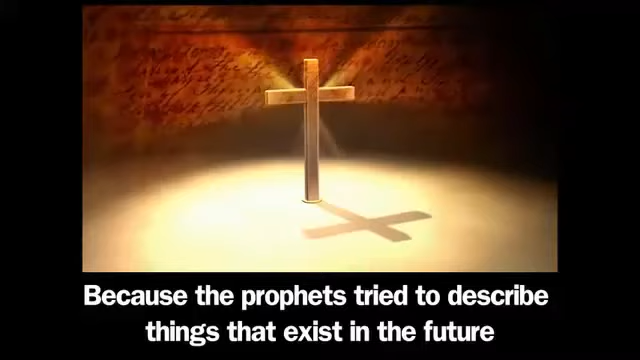 Because the prophets tried to describe
things that exist in the future